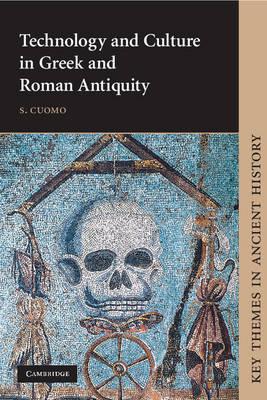 Technology and Culture
in Greek and
Roman Antiquity
S. CUOMO
CAMBRIDGE
KEY THEMES IN ANCIENT HISTORY